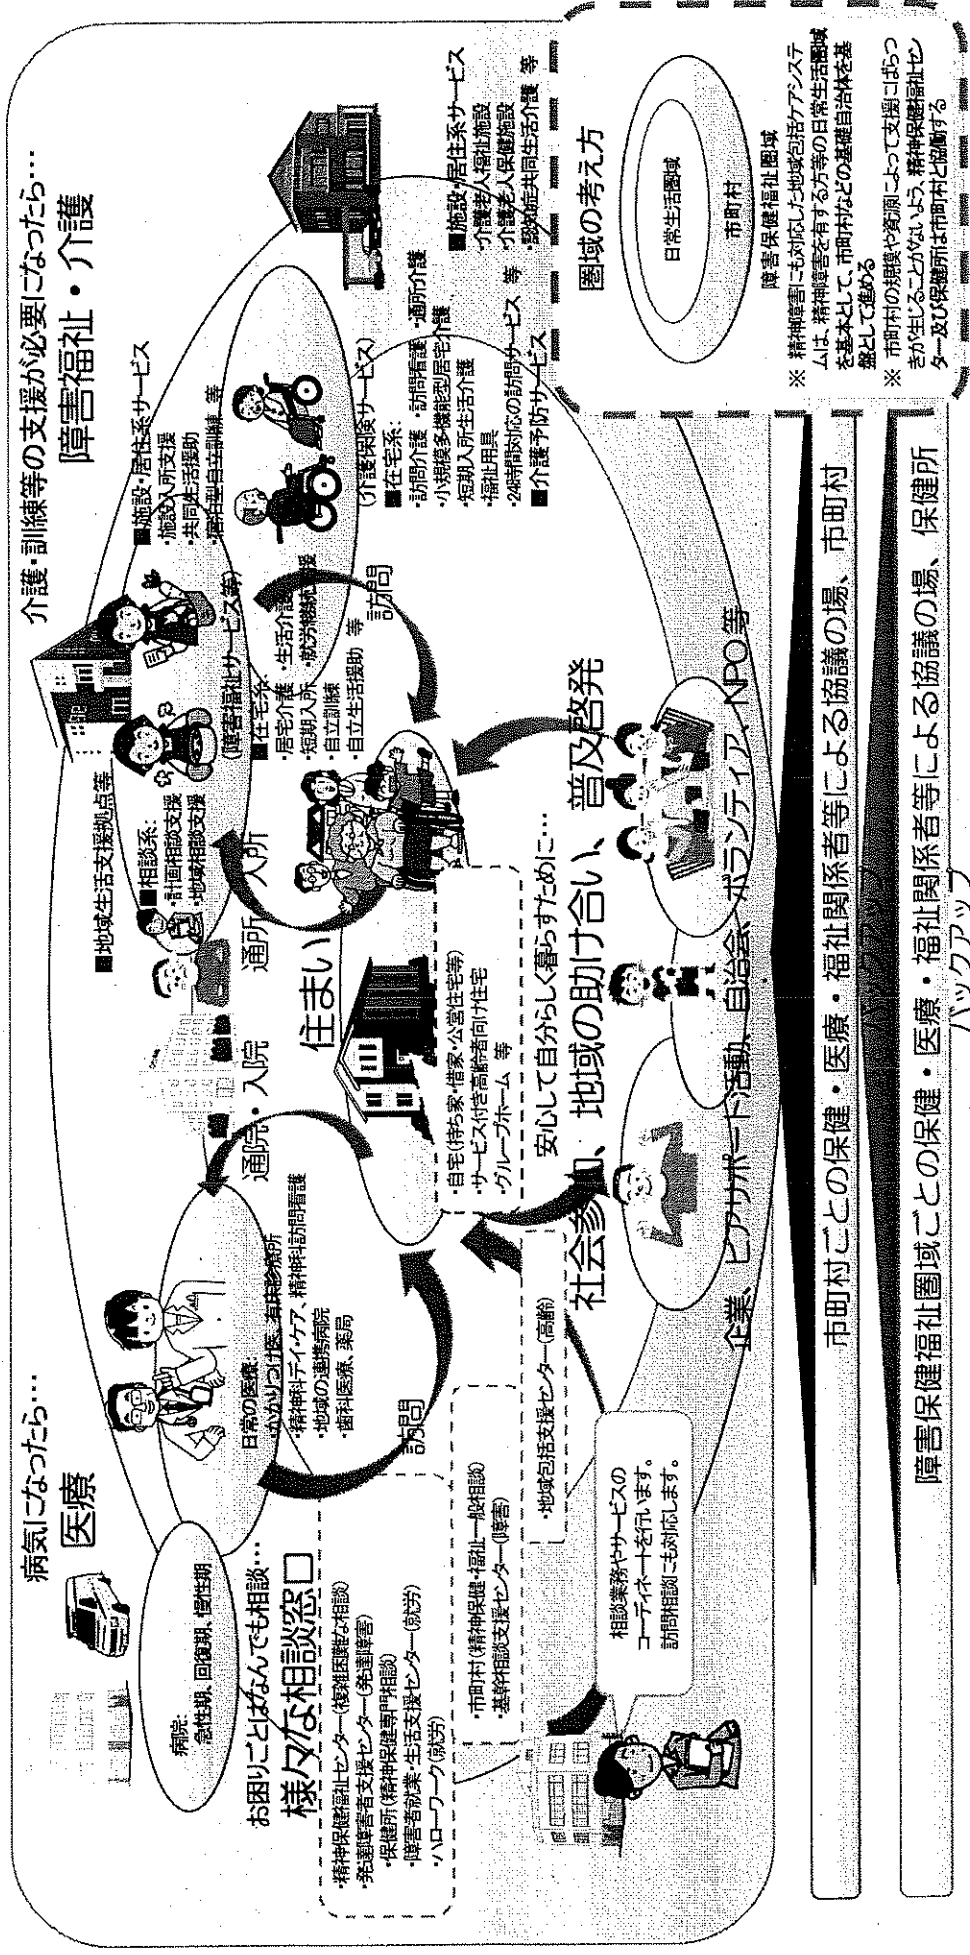 病気になったら…
医療
病院:
急性期、回復期、慢性期
日常の医療:
・かかりつけ医、有床診療所
・精神科デイ・ケア、精神科訪問看護
・地域の連携病院
・歯科医療、薬局
通院・入院
訪問
介護・訓練等の支援が必要になったら…
障害福祉・介護
■地域生活支援拠点等
■相談系:
・計画相談支援
・地域相談支援
通所
入所
(障害福祉サービス等)
■在宅系:
・居宅介護 ・生活介護
・短期入所 ・就労継続支援
・自立訓練
・自立生活援助 等
■施設・居住系サービス
・施設入所支援
・共同生活援助
・宿泊型自立訓練 等
訪問
(介護保険サービス)
■在宅系:
・訪問介護 ・訪問看護 ・通所介護
・小規模多機能型居宅介護
・短期入所生活介護
・福祉用具
・24時間対応の訪問サービス 等
■介護予防サービス
■施設・居住系サービス
・介護老人福祉施設
・介護老人保健施設
・認知症共同生活介護 等
住まい
・自宅(持ち家・借家・公営住宅等)
・サービス付き高齢者向け住宅
・グループホーム 等
お困りごとはなんでも相談…
様々な相談窓口
・精神保健福祉センター(複雑困難な相談)
・発達障害者支援センター(発達障害)
・保健所(精神保健専門相談)
・障害者就業・生活支援センター(就労)
・ハローワーク(就労)
・市町村(精神保健・福祉一般相談)
・基幹相談支援センター(障害)
・地域包括支援センター(高齢)
相談業務やサービスの
コーディネートを行います。
訪問相談にも対応します。
安心して自分らしく暮らすために…
社会参加、地域の助け合い、普及啓発
企業、ピアサポート活動、自治会、ボランティア、NPO等
圏域の考え方
日常生活圏域
市町村
障害保健福祉圏域
※ 精神障害にも対応した地域包括ケアシステ
ムは、精神障害を有する方等の日常生活圏域
を基本として、市町村などの基礎自治体を基
盤として進める
※ 市町村の規模や資源によって支援にばらつ
きが生じることがないよう、精神保健福祉セン
ター及び保健所は市町村と協働する
市町村ごとの保健・医療・福祉関係者等による協議の場、市町村
バックアップ
障害保健福祉圏域ごとの保健・医療・福祉関係者等による協議の場、保健所
バックアップ